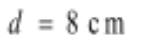 d = 8 cm